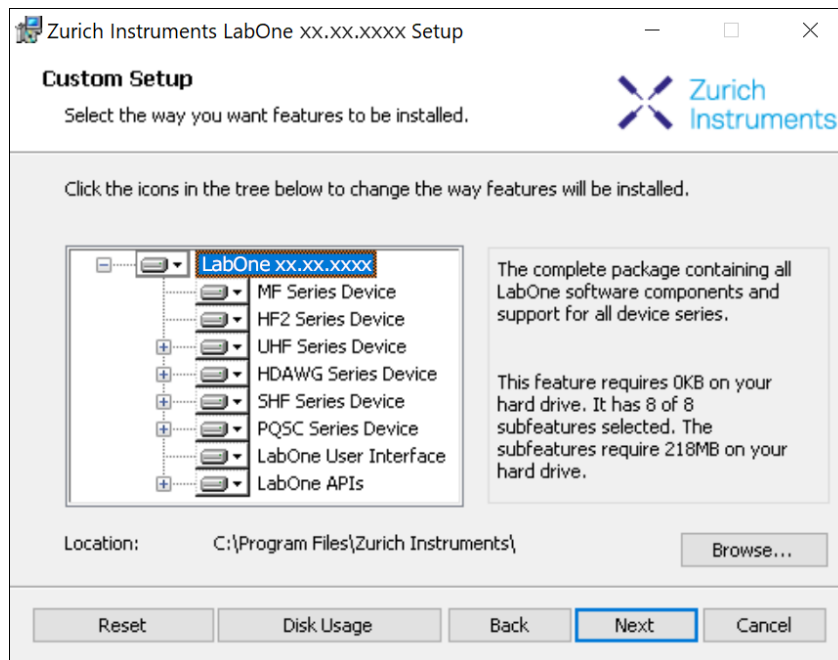 Zurich Instruments LabOne xx.xx.xxxx Setup
Custom Setup
Select the way you want features to be installed.
Zurich
Instruments
Click the icons in the tree below to change the way features will be installed.
LabOne xx.xx.xxxx
MF Series Device
HF2 Series Device
UHF Series Device
HDAWG Series Device
SHF Series Device
PQSC Series Device
LabOne User Interface
LabOne APIs
The complete package containing all
LabOne software components and
support for all device series.
This feature requires 0KB on your
hard drive. It has 8 of 8
subfeatures selected. The
subfeatures require 218MB on your
hard drive.
Location: C:\Program Files\Zurich Instruments\
Browse...
Reset Disk Usage Back Next Cancel